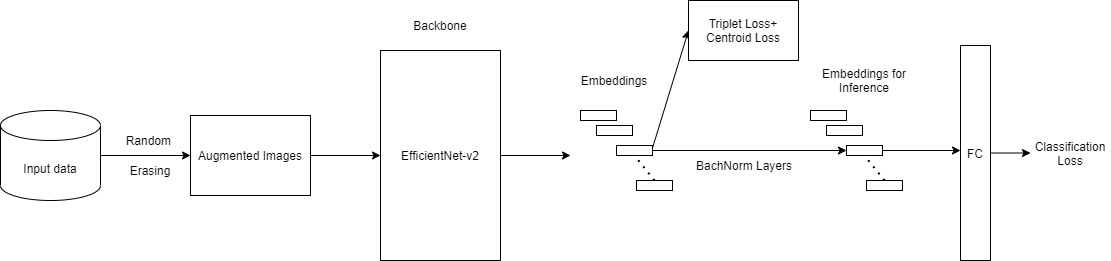 Input data
Random
Erasing
Augmented Images
Backbone
EfficientNet-v2
Embeddings
Triplet Loss+
Centroid Loss
BachNorm Layers
Embeddings for
Inference
FC
Classification
Loss